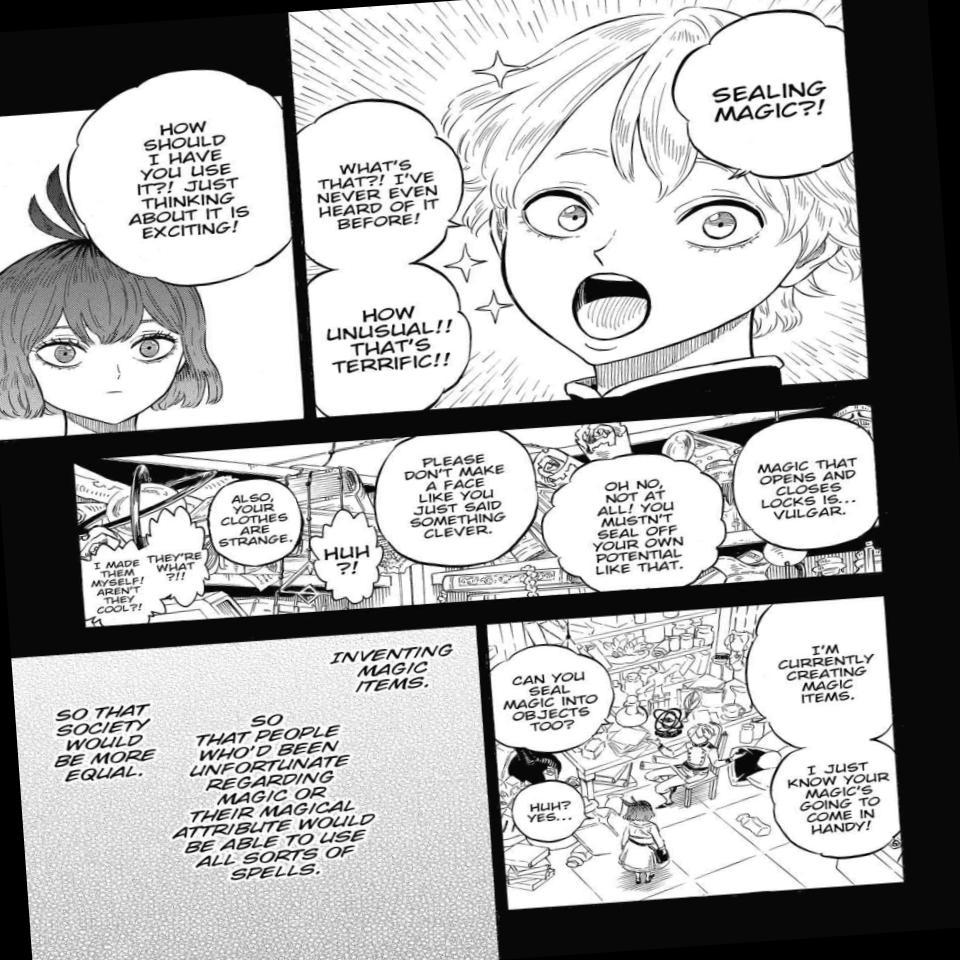 SEALING
MAGIC?!
WHAT'S
THAT?! I'VE
NEVER EVEN
HEARD OF IT
BEFORE!
HOW
UNUSUAL!!
THAT'S
TERRIFIC!!
HOW
SHOULD
I HAVE
YOU USE
IT?! JUST
THINKING
ABOUT IT IS
EXCITING!
MAGIC THAT
OPENS AND
CLOSES
LOCKS IS...
VULGAR.
OH NO,
NOT AT
ALL! YOU
MUSTN'T
SEAL OFF
YOUR OWN
POTENTIAL
LIKE THAT.
PLEASE
DON'T MAKE
A FACE
LIKE YOU
JUST SAID
SOMETHING
CLEVER.
HUH
?!
ALSO,
YOUR
CLOTHES
ARE
STRANGE.
THEY'RE
WHAT
?!!
I MADE
THEM
MYSELF!
AREN'T
THEY
COOL?!
I'M
CURRENTLY
CREATING
MAGIC
ITEMS.
I JUST
KNOW YOUR
MAGIC'S
GOING TO
COME IN
HANDY!
CAN YOU
SEAL
MAGIC INTO
OBJECTS
TOO?
HUH?
YES...
INVENTING
MAGIC
ITEMS.
SO
THAT PEOPLE
WHO'D BEEN
UNFORTUNATE
REGARDING
MAGIC OR
THEIR MAGICAL
ATTRIBUTE WOULD
BE ABLE TO USE
ALL SORTS OF
SPELLS.
SO THAT
SOCIETY
WOULD
BE MORE
EQUAL.